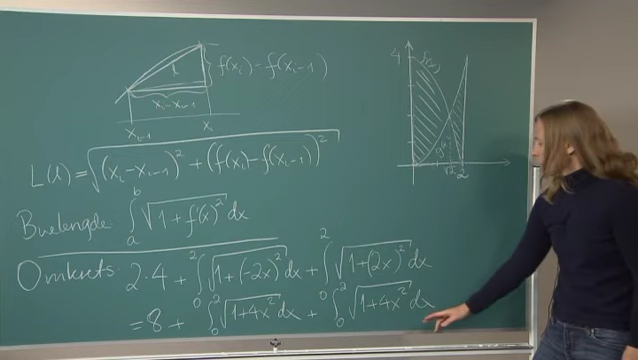 l } f(xᵢ) - f(xᵢ₋₁)
xᵢ - xᵢ₋₁
xᵢ₋₁ xᵢ
L(l) = √((xᵢ - xᵢ₋₁)² + (f(xᵢ) - f(xᵢ₋₁))²)
Buelengde ∫ₐᵇ √(1 + f'(x)²) dx
Omkrets 2·4 + ∫₀² √(1+(-2x)²) dx + ∫₀² √(1+(2x)²) dx
= 8 + ∫₀² √(1+4x²) dx + ∫₀² √(1+4x²) dx
4 f(x)
√2 2